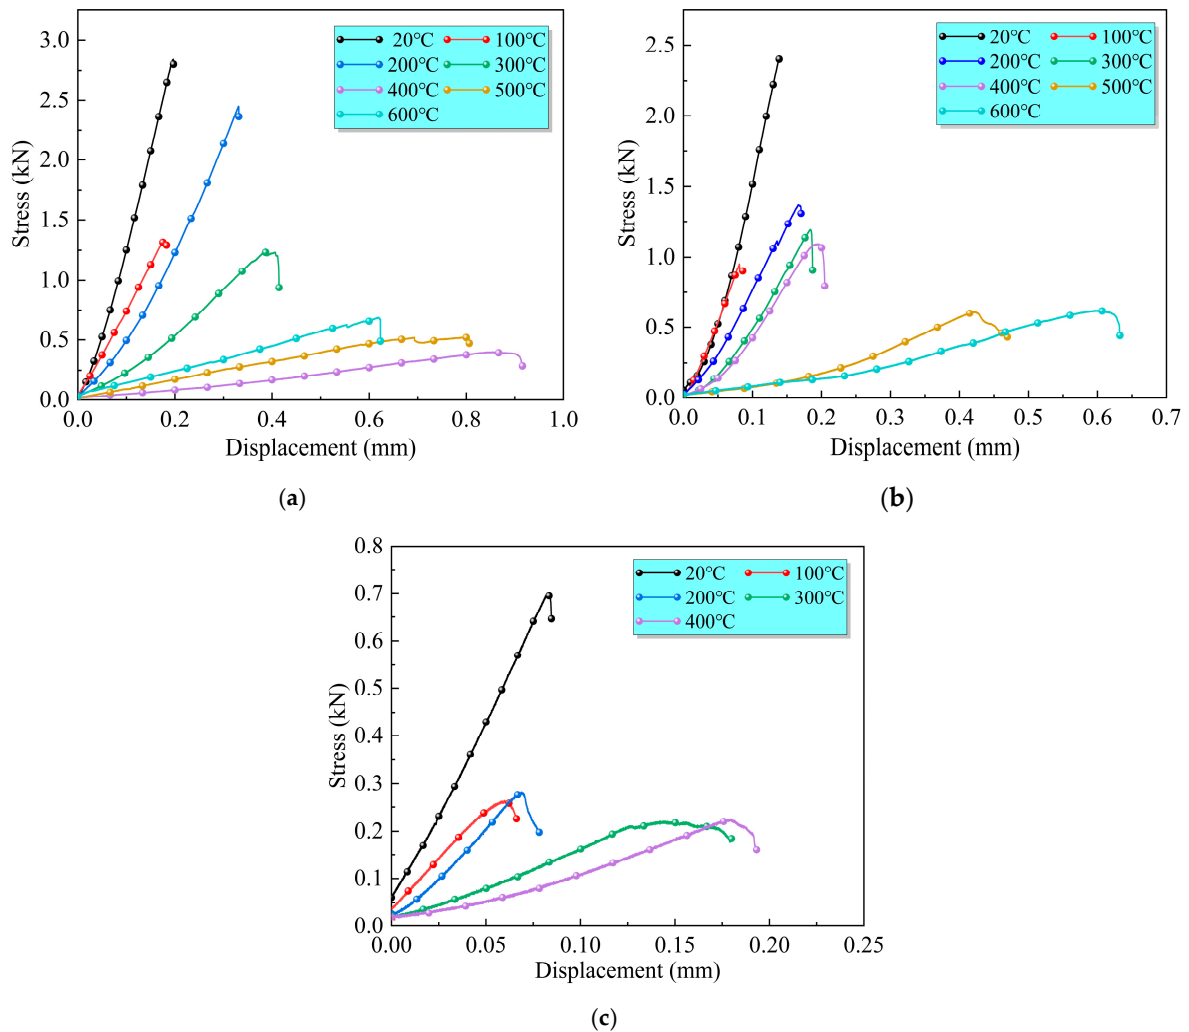 20℃ 100℃
200℃ 300℃
400℃ 500℃
600℃
3.0
2.5
2.0
1.5
1.0
0.5
0.0
Stress (kN)
0.0 0.2 0.4 0.6 0.8 1.0
Displacement (mm)
(a)
20℃ 100℃
200℃ 300℃
400℃ 500℃
600℃
2.5
2.0
1.5
1.0
0.5
0.0
Stress (kN)
0.0 0.1 0.2 0.3 0.4 0.5 0.6 0.7
Displacement (mm)
(b)
20℃ 100℃
200℃ 300℃
400℃
0.8
0.7
0.6
0.5
0.4
0.3
0.2
0.1
0.0
Stress (kN)
0.00 0.05 0.10 0.15 0.20 0.25
Displacement (mm)
(c)